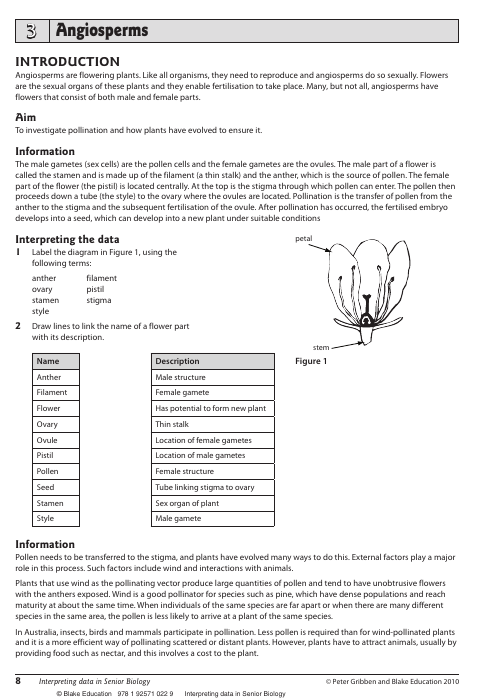 3 Angiosperms
INTRODUCTION
Angiosperms are flowering plants. Like all organisms, they need to reproduce and angiosperms do so sexually. Flowers
are the sexual organs of these plants and they enable fertilisation to take place. Many, but not all, angiosperms have
flowers that consist of both male and female parts.
Aim
To investigate pollination and how plants have evolved to ensure it.
Information
The male gametes (sex cells) are the pollen cells and the female gametes are the ovules. The male part of a flower is
called the stamen and is made up of the filament (a thin stalk) and the anther, which is the source of pollen. The female
part of the flower (the pistil) is located centrally. At the top is the stigma through which pollen can enter. The pollen then
proceeds down a tube (the style) to the ovary where the ovules are located. Pollination is the transfer of pollen from the
anther to the stigma and the subsequent fertilisation of the ovule. After pollination has occurred, the fertilised embryo
develops into a seed, which can develop into a new plant under suitable conditions
Interpreting the data
1 Label the diagram in Figure 1, using the
following terms:
anther filament
ovary pistil
stamen stigma
style
2 Draw lines to link the name of a flower part
with its description.
petal
stem
Figure 1
Name Description
Anther Male structure
Filament Female gamete
Flower Has potential to form new plant
Ovary Thin stalk
Ovule Location of female gametes
Pistil Location of male gametes
Pollen Female structure
Seed Tube linking stigma to ovary
Stamen Sex organ of plant
Style Male gamete
Information
Pollen needs to be transferred to the stigma, and plants have evolved many ways to do this. External factors play a major
role in this process. Such factors include wind and interactions with animals.
Plants that use wind as the pollinating vector produce large quantities of pollen and tend to have unobtrusive flowers
with the anthers exposed. Wind is a good pollinator for species such as pine, which have dense populations and reach
maturity at about the same time. When individuals of the same species are far apart or when there are many different
species in the same area, the pollen is less likely to arrive at a plant of the same species.
In Australia, insects, birds and mammals participate in pollination. Less pollen is required than for wind-pollinated plants
and it is a more efficient way of pollinating scattered or distant plants. However, plants have to attract animals, usually by
providing food such as nectar, and this involves a cost to the plant.
8 Interpreting data in Senior Biology © Peter Gribben and Blake Education 2010
© Blake Education 978 1 92571 022 9 Interpreting data in Senior Biology